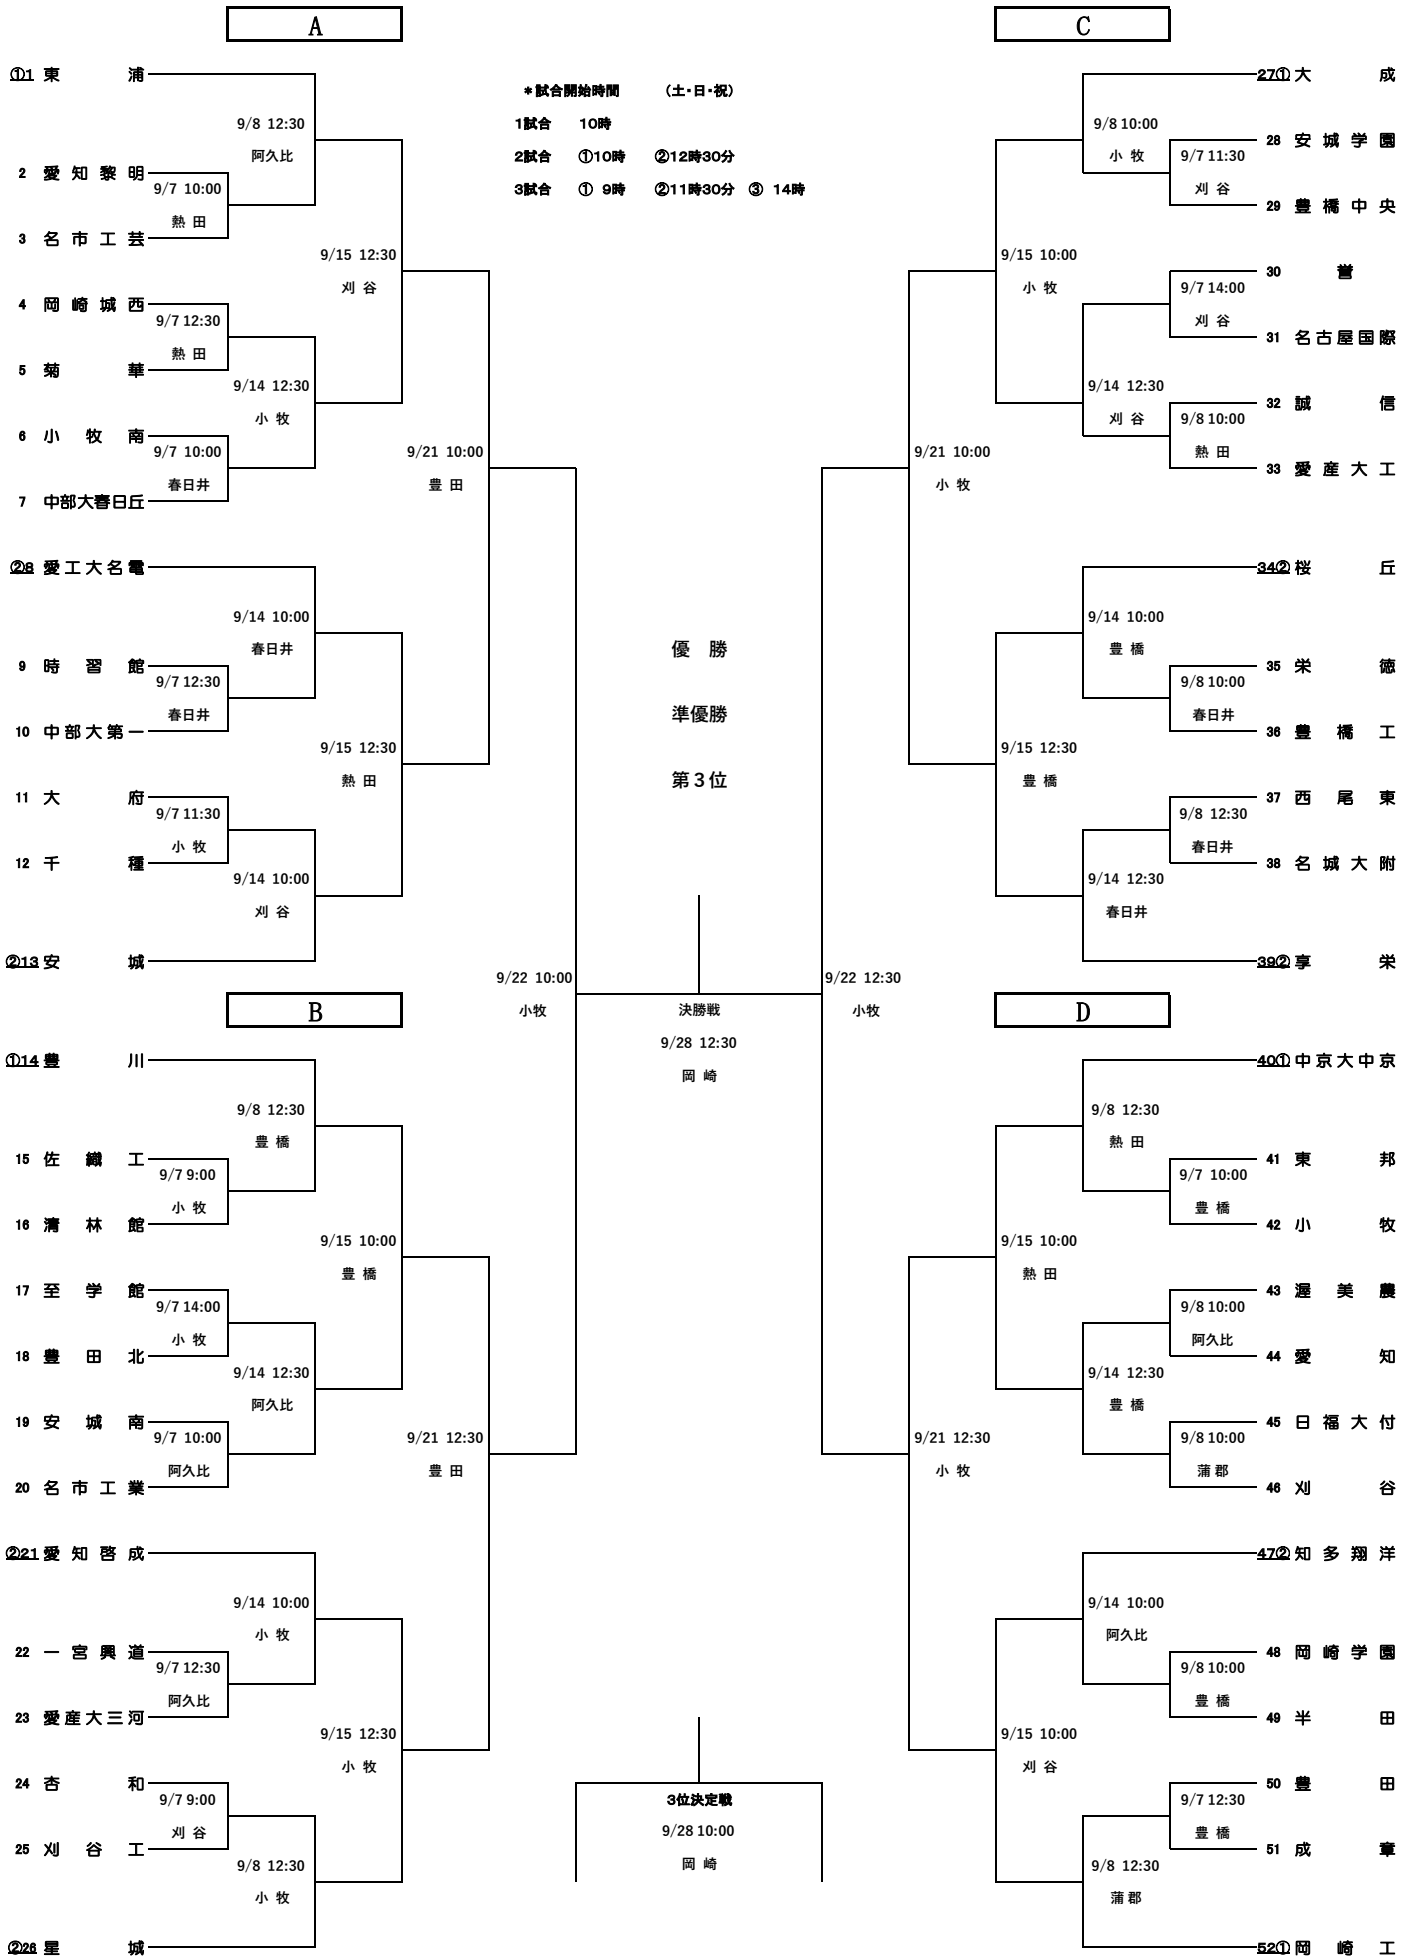 A
C
＊試合開始時間 （土・日・祝）
1試合 10時
2試合 ①10時 ②12時30分
3試合 ① 9時 ②11時30分 ③ 14時
①1 東浦
9/8 12:30
阿久比
2 愛知黎明
9/7 10:00
熱田
3 名市工芸
9/15 12:30
刈谷
4 岡崎城西
9/7 12:30
熱田
5 菊華
9/14 12:30
小牧
6 小牧南
9/7 10:00
春日井
7 中部大春日丘
9/21 10:00
豊田
②8 愛工大名電
9/14 10:00
春日井
9 時習館
9/7 12:30
春日井
10 中部大第一
9/15 12:30
熱田
11 大府
9/7 11:30
小牧
12 千種
9/14 10:00
刈谷
②13 安城
27① 大成
9/8 10:00
小牧
28 安城学園
9/7 11:30
刈谷
29 豊橋中央
9/15 10:00
小牧
30 誉
9/7 14:00
刈谷
31 名古屋国際
9/14 12:30
刈谷
32 誠信
9/8 10:00
熱田
33 愛産大工
9/21 10:00
小牧
34② 桜丘
9/14 10:00
豊橋
35 栄徳
9/8 10:00
春日井
36 豊橋工
9/15 12:30
豊橋
37 西尾東
9/8 12:30
春日井
38 名城大附
9/14 12:30
春日井
39② 享栄
優勝
準優勝
第３位
9/22 10:00
小牧
決勝戦
9/28 12:30
岡崎
9/22 12:30
小牧
B
D
①14 豊川
9/8 12:30
豊橋
15 佐織工
9/7 9:00
小牧
16 清林館
9/15 10:00
豊橋
17 至学館
9/7 14:00
小牧
18 豊田北
9/14 12:30
阿久比
19 安城南
9/7 10:00
阿久比
20 名市工業
9/21 12:30
豊田
②21 愛知啓成
9/14 10:00
小牧
22 一宮興道
9/7 12:30
阿久比
23 愛産大三河
9/15 12:30
小牧
24 杏和
9/7 9:00
刈谷
25 刈谷工
9/8 12:30
小牧
②26 星城
40① 中京大中京
9/8 12:30
熱田
41 東邦
9/7 10:00
豊橋
42 小牧
9/15 10:00
熱田
43 渥美農
9/8 10:00
阿久比
44 愛知
9/14 12:30
豊橋
45 日福大付
9/8 10:00
蒲郡
46 刈谷
9/21 12:30
小牧
47② 知多翔洋
9/14 10:00
阿久比
48 岡崎学園
9/8 10:00
豊橋
49 半田
9/15 10:00
刈谷
50 豊田
9/7 12:30
豊橋
51 成章
9/8 12:30
蒲郡
52① 岡崎工
3位決定戦
9/28 10:00
岡崎